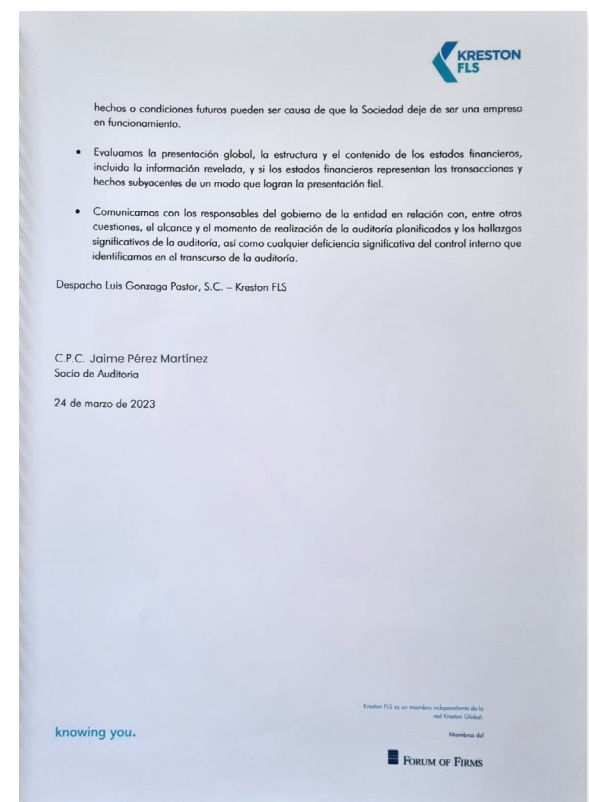 KRESTON
FLS
hechos o condiciones futuros pueden ser causa de que la Sociedad deje de ser una empresa
en funcionamiento.
• Evaluamos la presentación global, la estructura y el contenido de los estados financieros,
incluida la información revelada, y si los estados financieros representan las transacciones y
hechos subyacentes de un modo que logran la presentación fiel.
• Comunicamos con los responsables del gobierno de la entidad en relación con, entre otras
cuestiones, el alcance y el momento de realización de la auditoría planificados y los hallazgos
significativos de la auditoría, así como cualquier deficiencia significativa del control interno que
identificamos en el transcurso de la auditoría.
Despacho Luis Gonzaga Pastor, S.C. – Kreston FLS
C.P.C. Jaime Pérez Martínez
Socio de Auditoria
24 de marzo de 2023
Kreston FLS es un miembro independiente de la
red Kreston Global.
knowing you.
Miembros del
FORUM OF FIRMS